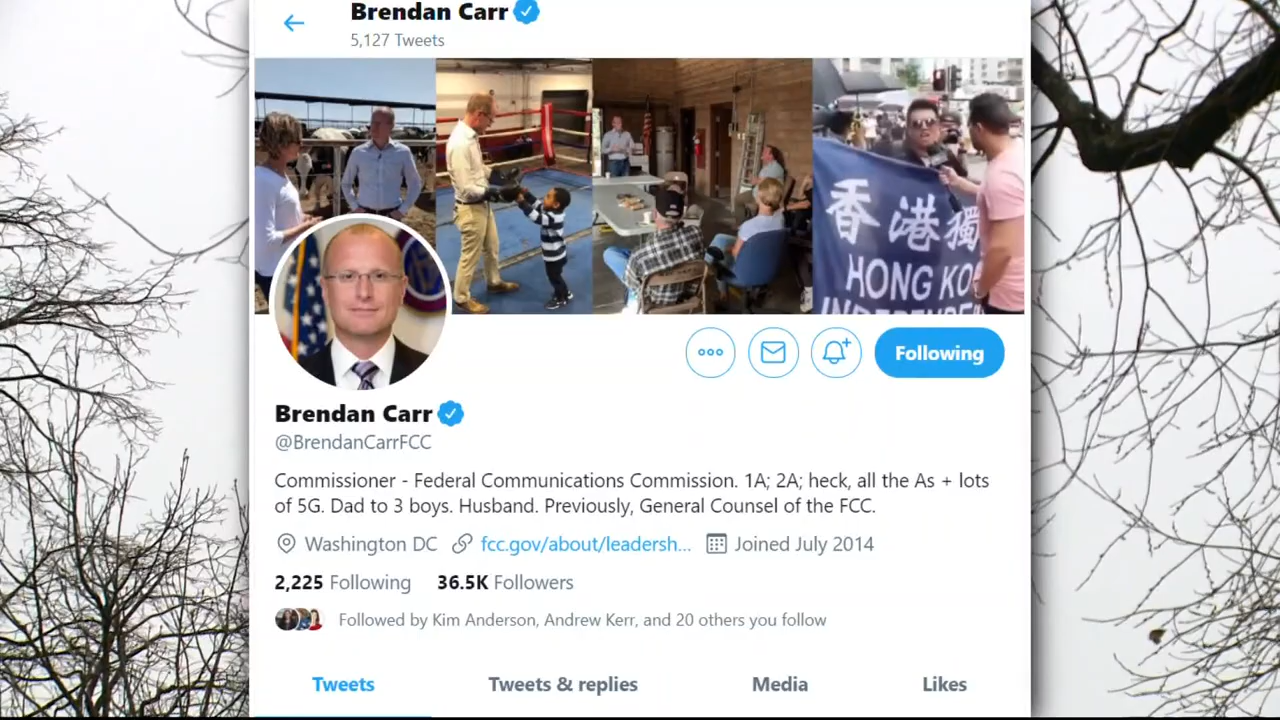 Brendan Carr
5,127 Tweets
香港獨
HONG KO
Following
Brendan Carr
@BrendanCarrFCC
Commissioner - Federal Communications Commission. 1A; 2A; heck, all the As + lots
of 5G. Dad to 3 boys. Husband. Previously, General Counsel of the FCC.
Washington DC fcc.gov/about/leadersh... Joined July 2014
2,225 Following 36.5K Followers
Followed by Kim Anderson, Andrew Kerr, and 20 others you follow
Tweets Tweets & replies Media Likes